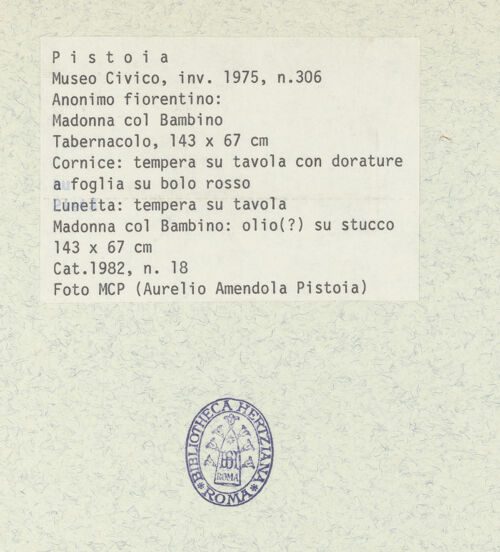 P i s t o i a
Museo Civico, inv. 1975, n.306
Anonimo fiorentino:
Madonna col Bambino
Tabernacolo, 143 x 67 cm
Cornice: tempera su tavola con dorature
a foglia su bolo rosso
Lunetta: tempera su tavola
Madonna col Bambino: olio(?) su stucco
143 x 67 cm
Cat.1982, n. 18
Foto MCP (Aurelio Amendola Pistoia)
BIBLIOTHECA HERTZIANA
ROMA
ROMA